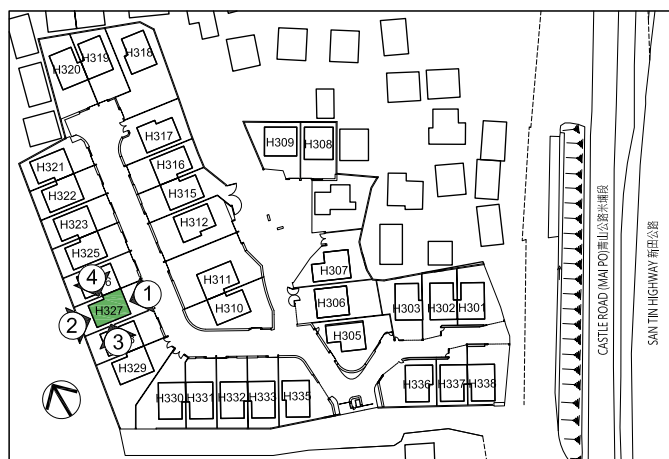 H318
H319
H320
H317
H309
H308
H321
H316
H322
H315
H323
H312
H325
H307
H311
H327
H310
H306
H303
H302
H301
H305
H329
H330
H331
H332
H333
H335
H336
H337
H338
1
2
3
4
CASTLE ROAD (MAI PO)青山公路米埔段
SAN TIN HIGHWAY 新田公路